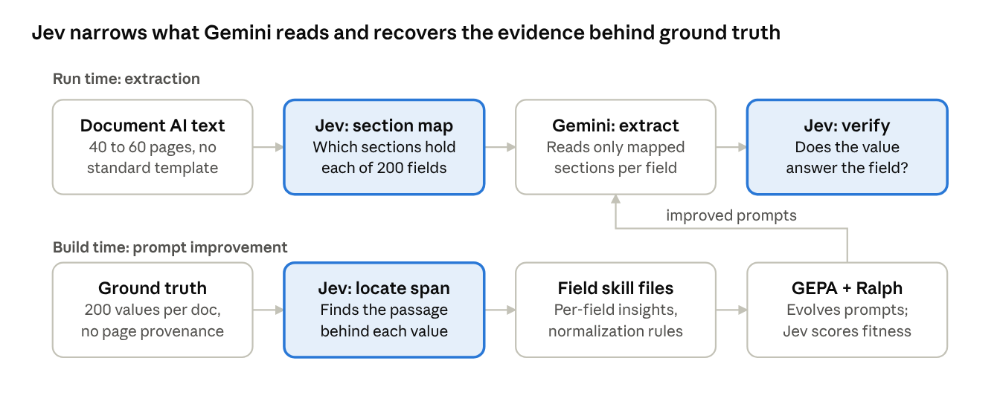 Jev narrows what Gemini reads and recovers the evidence behind ground truth
Run time: extraction
Document AI text
40 to 60 pages, no
standard template
Jev: section map
Which sections hold
each of 200 fields
Gemini: extract
Reads only mapped
sections per field
Jev: verify
Does the value
answer the field?
improved prompts
Build time: prompt improvement
Ground truth
200 values per doc,
no page provenance
Jev: locate span
Finds the passage
behind each value
Field skill files
Per-field insights,
normalization rules
GEPA + Ralph
Evolves prompts;
Jev scores fitness